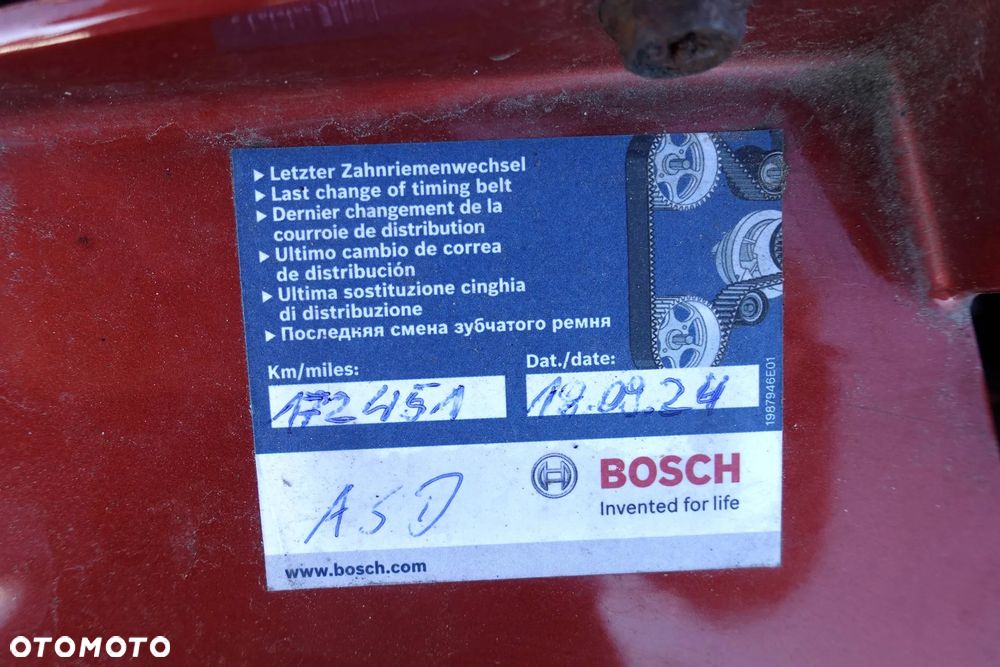 ▸ Letzter Zahnriemenwechsel
▸ Last change of timing belt
▸ Dernier changement de la
courroie de distribution
▸ Ultimo cambio de correa
de distribución
▸ Ultima sostituzione cinghia
di distribuzione
▸ Последкяя смена зубчатого ремня
Km/miles:
Dat./date:
172451
19.09.24
1987946E01
ASD
BOSCH
Invented for life
www.bosch.com
OTOMOTO